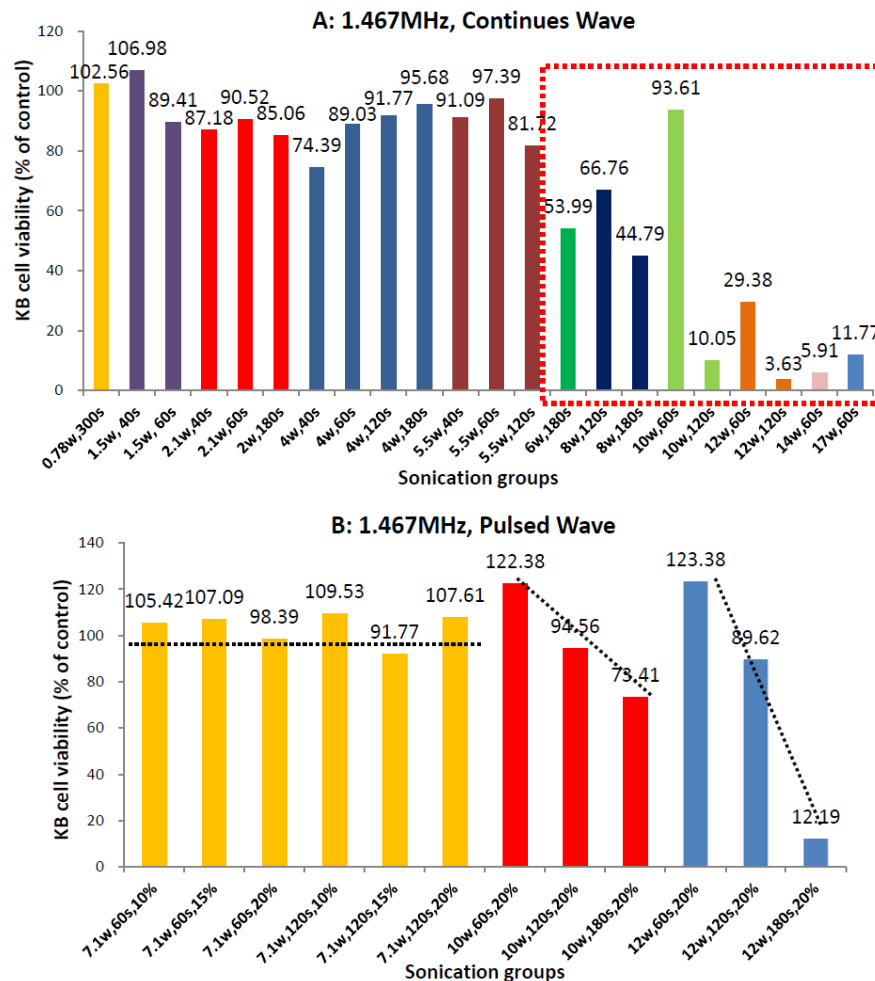 A: 1.467MHz, Continues Wave
KB cell viability (% of control)
120
100
80
60
40
20
0
102.56
106.98
89.41
87.18
90.52
85.06
74.39
89.03
91.77
95.68
91.09
97.39
81.72
53.99
66.76
44.79
93.61
10.05
29.38
3.63
5.91
11.77
0.78w,300s
1.5w, 40s
1.5w, 60s
2.1w,40s
2.1w,60s
2w,180s
4w,40s
4w,60s
4w,120s
4w,180s
5.5w,40s
5.5w,60s
5.5w,120s
6w,180s
8w,120s
8w,180s
10w,60s
10w,120s
12w,60s
12w,120s
14w,60s
17w,60s
Sonication groups
B: 1.467MHz, Pulsed Wave
KB cell viability (% of control)
140
120
100
80
60
40
20
0
105.42
107.09
98.39
109.53
91.77
107.61
122.38
94.56
73.41
123.38
89.62
12.19
7.1w,60s,10%
7.1w,60s,15%
7.1w,60s,20%
7.1w,120s,10%
7.1w,120s,15%
7.1w,120s,20%
10w,60s,20%
10w,120s,20%
10w,180s,20%
12w,60s,20%
12w,120s,20%
12w,180s,20%
Sonication groups